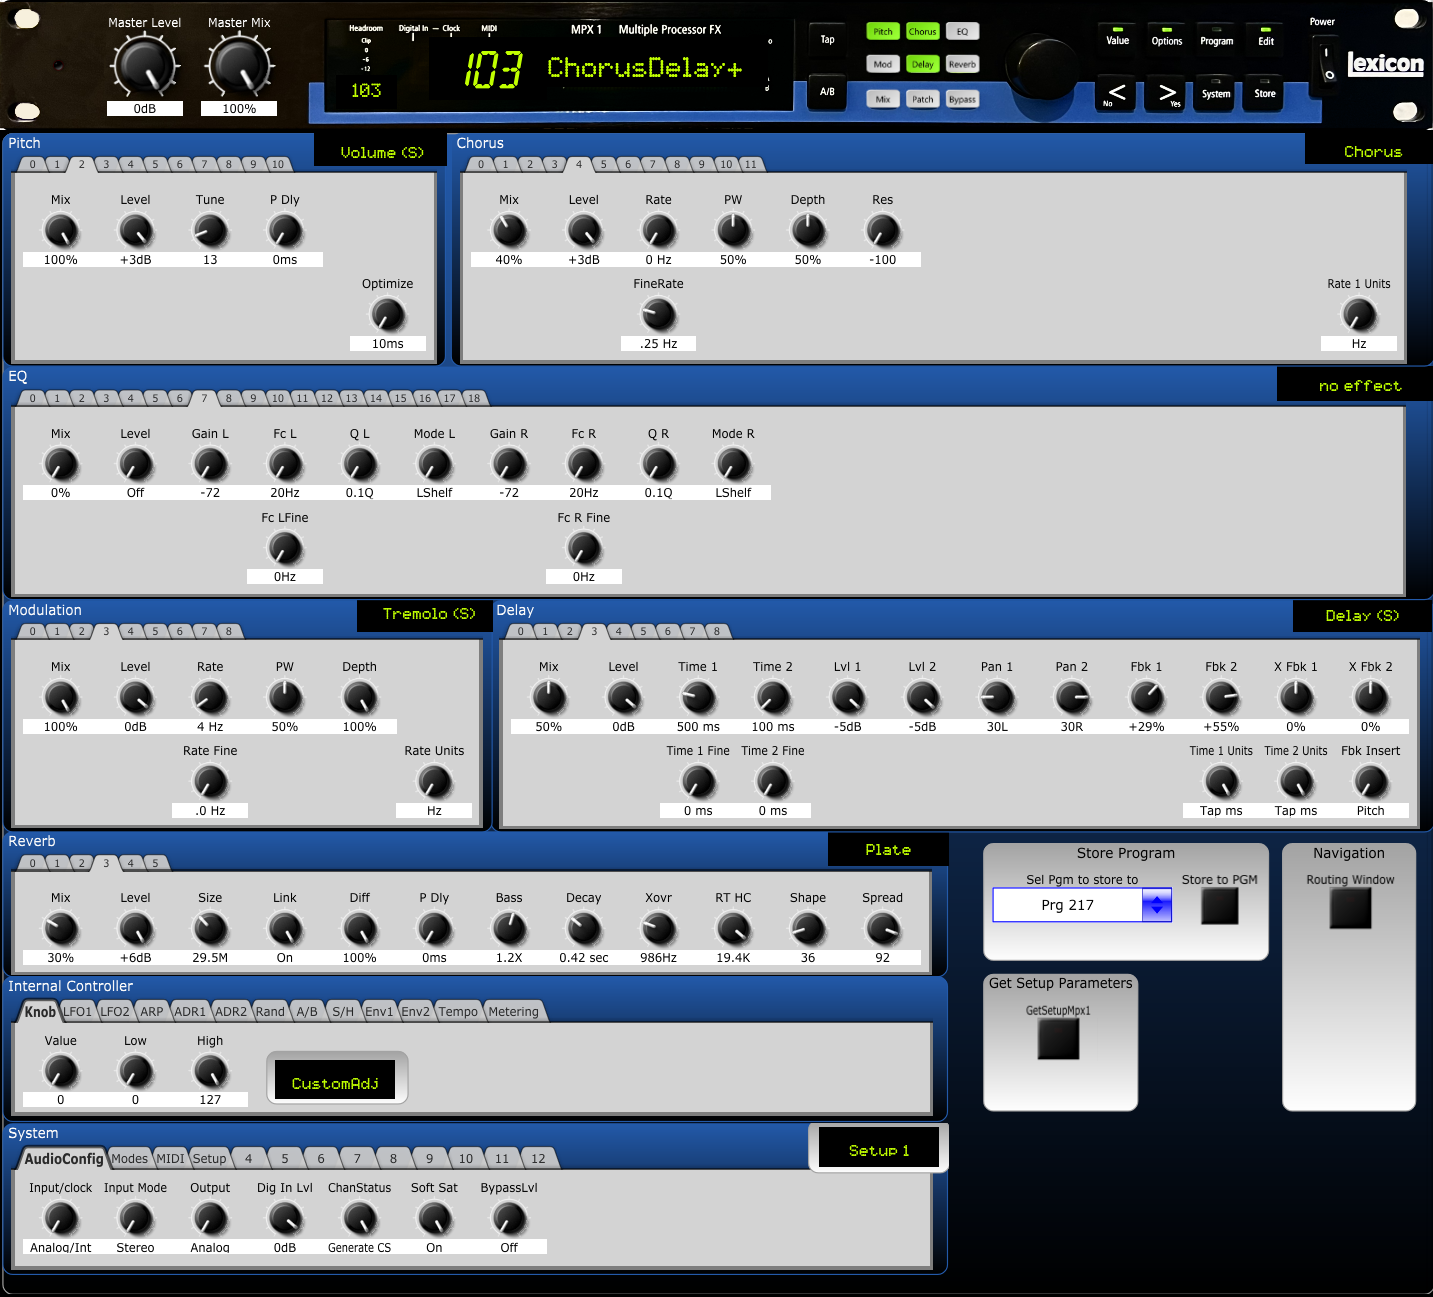 Master Level Master Mix
0dB 100%
Headroom Digital In — Clock MIDI
Clip
0
-6
-12
103
MPX 1 Multiple Processor FX
103 ChorusDelay+
Tap
A/B
Pitch Chorus EQ
Mod Delay Reverb
Mix Patch Bypass
Value Options Program Edit
< No > Yes System Store
Power
lexicon
Pitch
Volume (S)
0 1 2 3 4 5 6 7 8 9 10
Mix Level Tune P Dly
100% +3dB 13 0ms
Optimize
10ms
Chorus
Chorus
0 1 2 3 4 5 6 7 8 9 10 11
Mix Level Rate PW Depth Res
40% +3dB 0 Hz 50% 50% -100
FineRate Rate 1 Units
.25 Hz Hz
EQ
no effect
0 1 2 3 4 5 6 7 8 9 10 11 12 13 14 15 16 17 18
Mix Level Gain L Fc L Q L Mode L Gain R Fc R Q R Mode R
0% Off -72 20Hz 0.1Q LShelf -72 20Hz 0.1Q LShelf
Fc LFine Fc R Fine
0Hz 0Hz
Modulation
Tremolo (S)
0 1 2 3 4 5 6 7 8
Mix Level Rate PW Depth
100% 0dB 4 Hz 50% 100%
Rate Fine Rate Units
.0 Hz Hz
Delay
Delay (S)
0 1 2 3 4 5 6 7 8
Mix Level Time 1 Time 2 Lvl 1 Lvl 2 Pan 1 Pan 2 Fbk 1 Fbk 2 X Fbk 1 X Fbk 2
50% 0dB 500 ms 100 ms -5dB -5dB 30L 30R +29% +55% 0% 0%
Time 1 Fine Time 2 Fine Time 1 Units Time 2 Units Fbk Insert
0 ms 0 ms Tap ms Tap ms Pitch
Reverb
Plate
0 1 2 3 4 5
Mix Level Size Link Diff P Dly Bass Decay Xovr RT HC Shape Spread
30% +6dB 29.5M On 100% 0ms 1.2X 0.42 sec 986Hz 19.4K 36 92
Store Program
Sel Pgm to store to Store to PGM
Prg 217
Navigation
Routing Window
Get Setup Parameters
GetSetupMpx1
Internal Controller
Knob LFO1 LFO2 ARP ADR1 ADR2 Rand A/B S/H Env1 Env2 Tempo Metering
Value Low High
0 0 127
CustomAdj
System
Setup 1
AudioConfig Modes MIDI Setup 4 5 6 7 8 9 10 11 12
Input/clock Input Mode Output Dig In Lvl ChanStatus Soft Sat BypassLvl
Analog/Int Stereo Analog 0dB Generate CS On Off